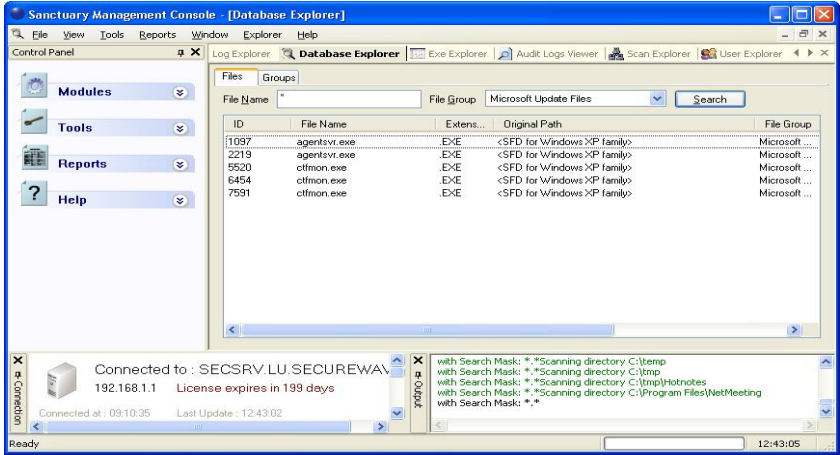 Sanctuary Management Console - [Database Explorer]
File View Tools Reports Window Explorer Help
Control Panel
Modules
Tools
Reports
Help
Log Explorer Database Explorer Exe Explorer Audit Logs Viewer Scan Explorer User Explorer
Files Groups
File Name * File Group Microsoft Update Files Search
ID File Name Extens... Original Path File Group
1097 agentsvr.exe .EXE <SFD for Windows XP family> Microsoft ...
2219 agentsvr.exe .EXE <SFD for Windows XP family> Microsoft ...
5520 ctfmon.exe .EXE <SFD for Windows XP family> Microsoft ...
6454 ctfmon.exe .EXE <SFD for Windows XP family> Microsoft ...
7591 ctfmon.exe .EXE <SFD for Windows XP family> Microsoft ...
Connection
Connected to : SECSRV.LU.SECUREWAV
192.168.1.1 License expires in 199 days
Connected at : 09:10:35 Last Update : 12:43:02
Output
with Search Mask: *.*Scanning directory C:\temp
with Search Mask: *.*Scanning directory C:\tmp
with Search Mask: *.*Scanning directory C:\tmp\Hotnotes
with Search Mask: *.*Scanning directory C:\Program Files\NetMeeting
with Search Mask: *.*
Ready 12:43:05